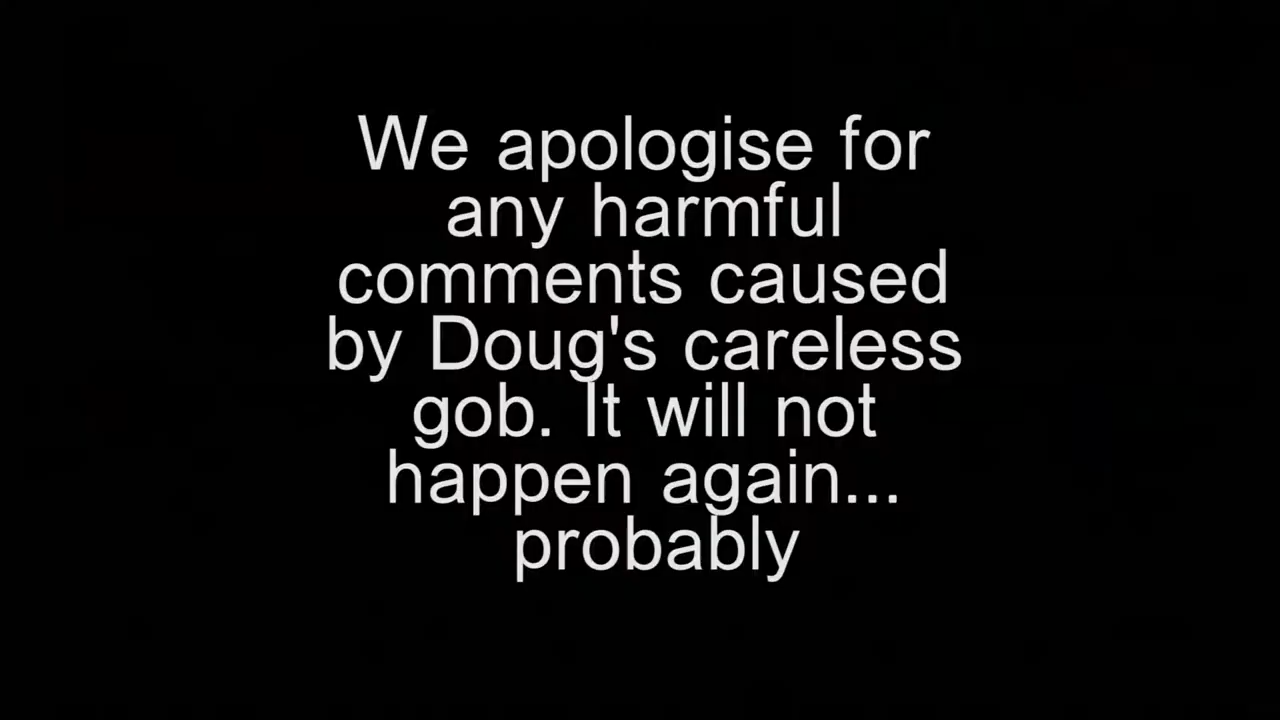 We apologise for
any harmful
comments caused
by Doug's careless
gob. It will not
happen again...
probably